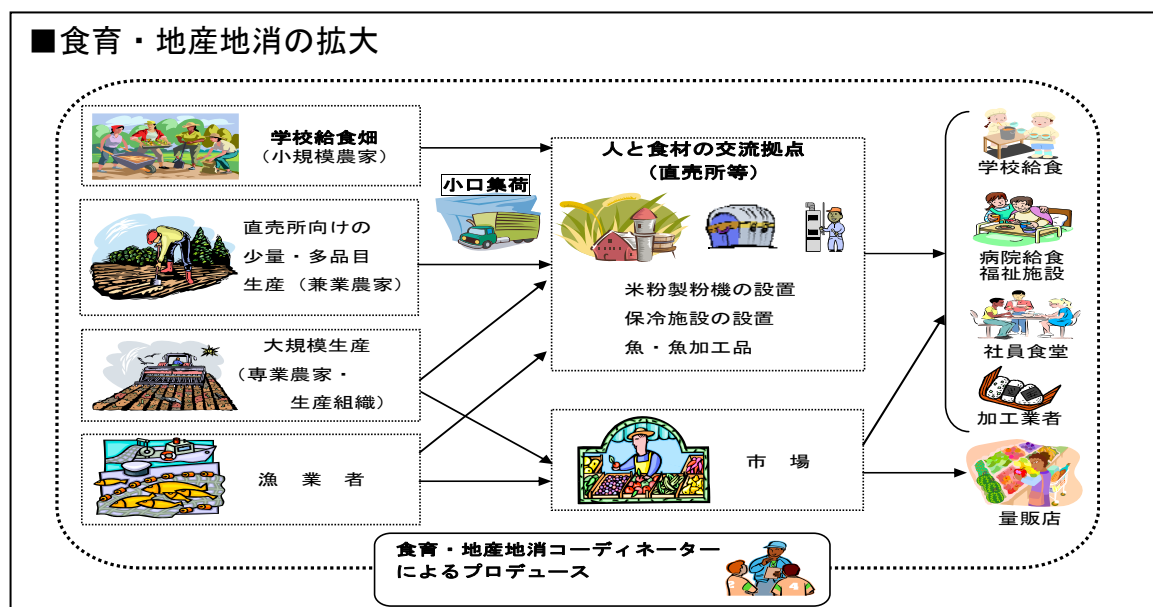 ■食育・地産地消の拡大
学校給食畑
(小規模農家)
直売所向けの
少量・多品目
生産(兼業農家)
大規模生産
(専業農家・
生産組織)
漁業者
小口集荷
人と食材の交流拠点
(直売所等)
米粉製粉機の設置
保冷施設の設置
魚・魚加工品
市場
学校給食
病院給食
福祉施設
社員食堂
加工業者
量販店
食育・地産地消コーディネーター
によるプロデュース